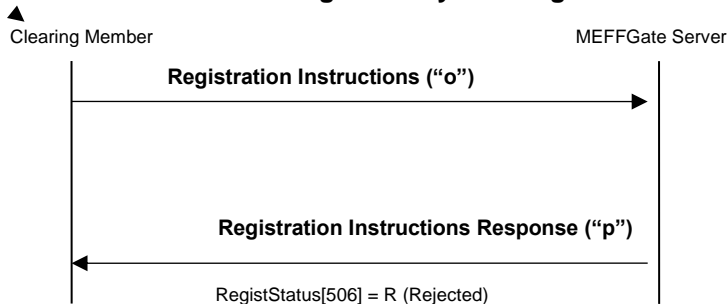 Clearing Member
MEFFGate Server
Registration Instructions (“o”)
Registration Instructions Response (“p”)
RegistStatus[506] = R (Rejected)